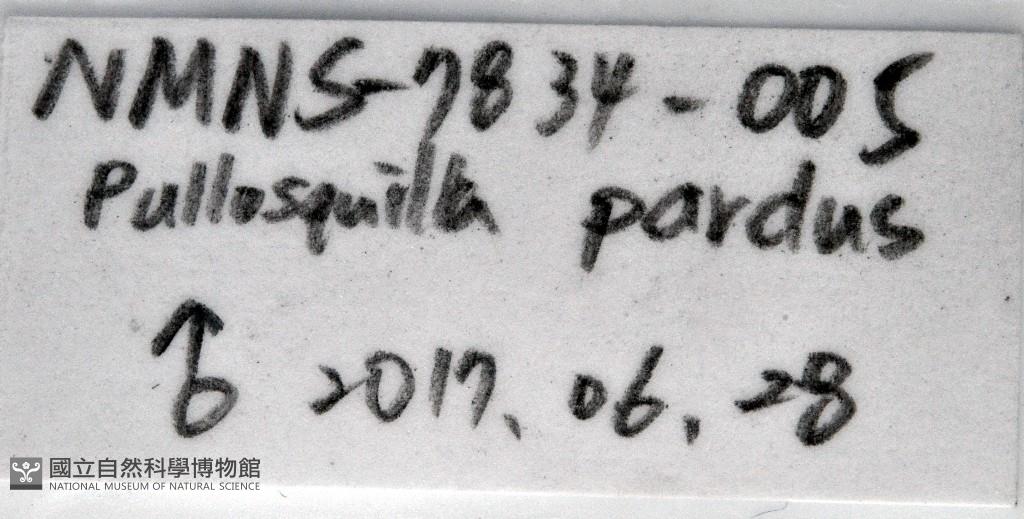 NMNS-7834-005
Pullosquilla pardus
♂ 2017.06.28
國立自然科學博物館
NATIONAL MUSEUM OF NATURAL SCIENCE